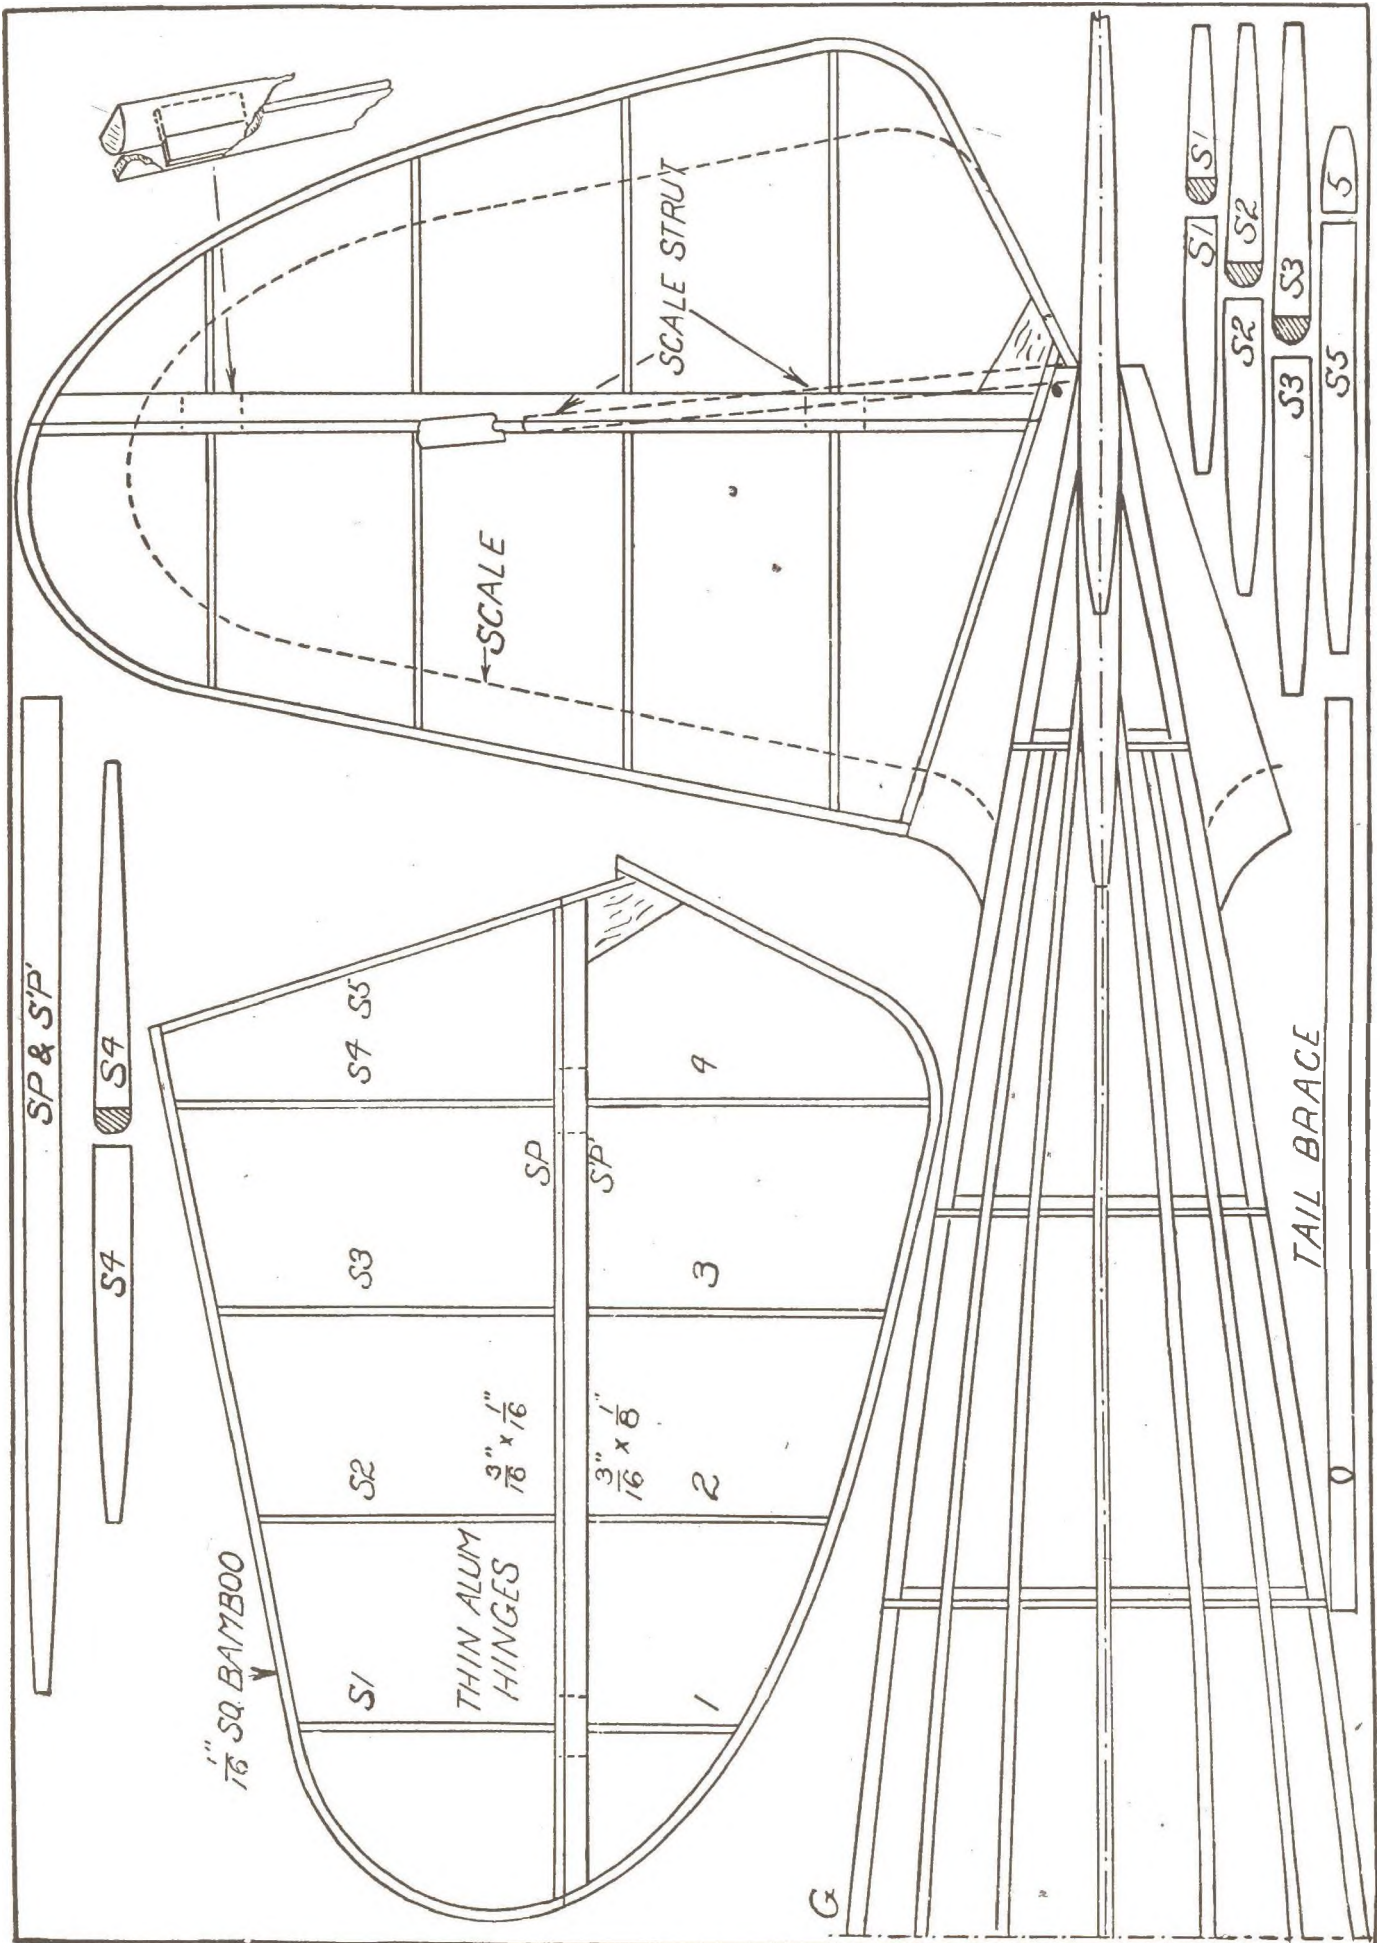 SP & S'P'
S4
S4
1/16" SQ. BAMBOO
S1
S2
S3
S4
S5
THIN ALUM
HINGES
3/16" x 1/16"
SP
3/16" x 1/8"
S'P'
1
2
3
4
SCALE
SCALE STRUT
G
TAIL BRACE
O
S1
S1
S2
S2
S3
S3
S5
5